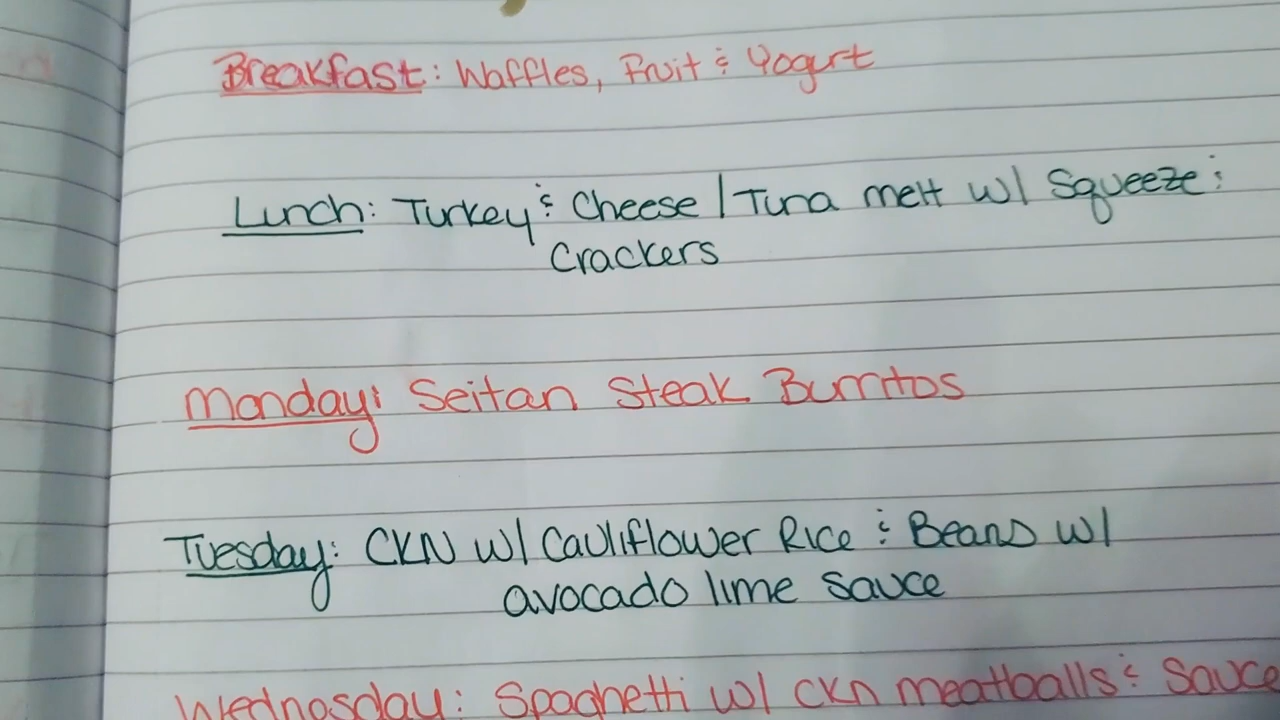 Breakfast: Waffles, Fruit & Yogurt
Lunch: Turkey & Cheese / Tuna melt w/ Squeeze &
Crackers
Monday: Seitan Steak Burritos
Tuesday: CKN w/ Cauliflower Rice & Beans w/
avocado lime sauce
Wednesday: Spaghetti w/ CKn meatballs & Sauce